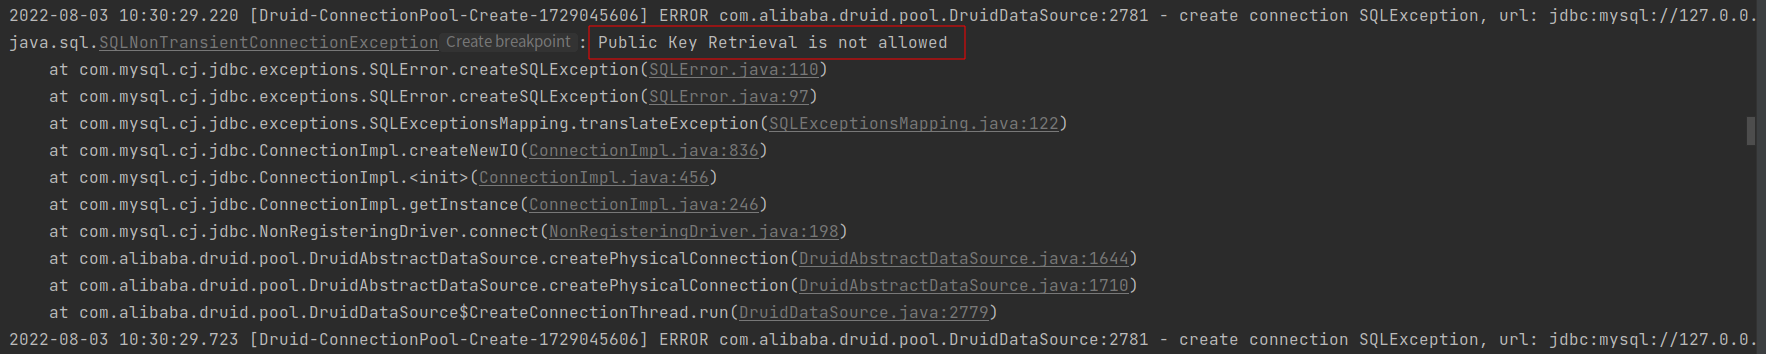 2022-08-03 10:30:29.220 [Druid-ConnectionPool-Create-1729045606] ERROR com.alibaba.druid.pool.DruidDataSource:2781 - create connection SQLException, url: jdbc:mysql://127.0.0.
java.sql.SQLNonTransientConnectionException Create breakpoint : Public Key Retrieval is not allowed
at com.mysql.cj.jdbc.exceptions.SQLError.createSQLException(SQLError.java:110)
at com.mysql.cj.jdbc.exceptions.SQLError.createSQLException(SQLError.java:97)
at com.mysql.cj.jdbc.exceptions.SQLExceptionsMapping.translateException(SQLExceptionsMapping.java:122)
at com.mysql.cj.jdbc.ConnectionImpl.createNewIO(ConnectionImpl.java:836)
at com.mysql.cj.jdbc.ConnectionImpl.<init>(ConnectionImpl.java:456)
at com.mysql.cj.jdbc.ConnectionImpl.getInstance(ConnectionImpl.java:246)
at com.mysql.cj.jdbc.NonRegisteringDriver.connect(NonRegisteringDriver.java:198)
at com.alibaba.druid.pool.DruidAbstractDataSource.createPhysicalConnection(DruidAbstractDataSource.java:1644)
at com.alibaba.druid.pool.DruidAbstractDataSource.createPhysicalConnection(DruidAbstractDataSource.java:1710)
at com.alibaba.druid.pool.DruidDataSource$CreateConnectionThread.run(DruidDataSource.java:2779)
2022-08-03 10:30:29.723 [Druid-ConnectionPool-Create-1729045606] ERROR com.alibaba.druid.pool.DruidDataSource:2781 - create connection SQLException, url: jdbc:mysql://127.0.0.